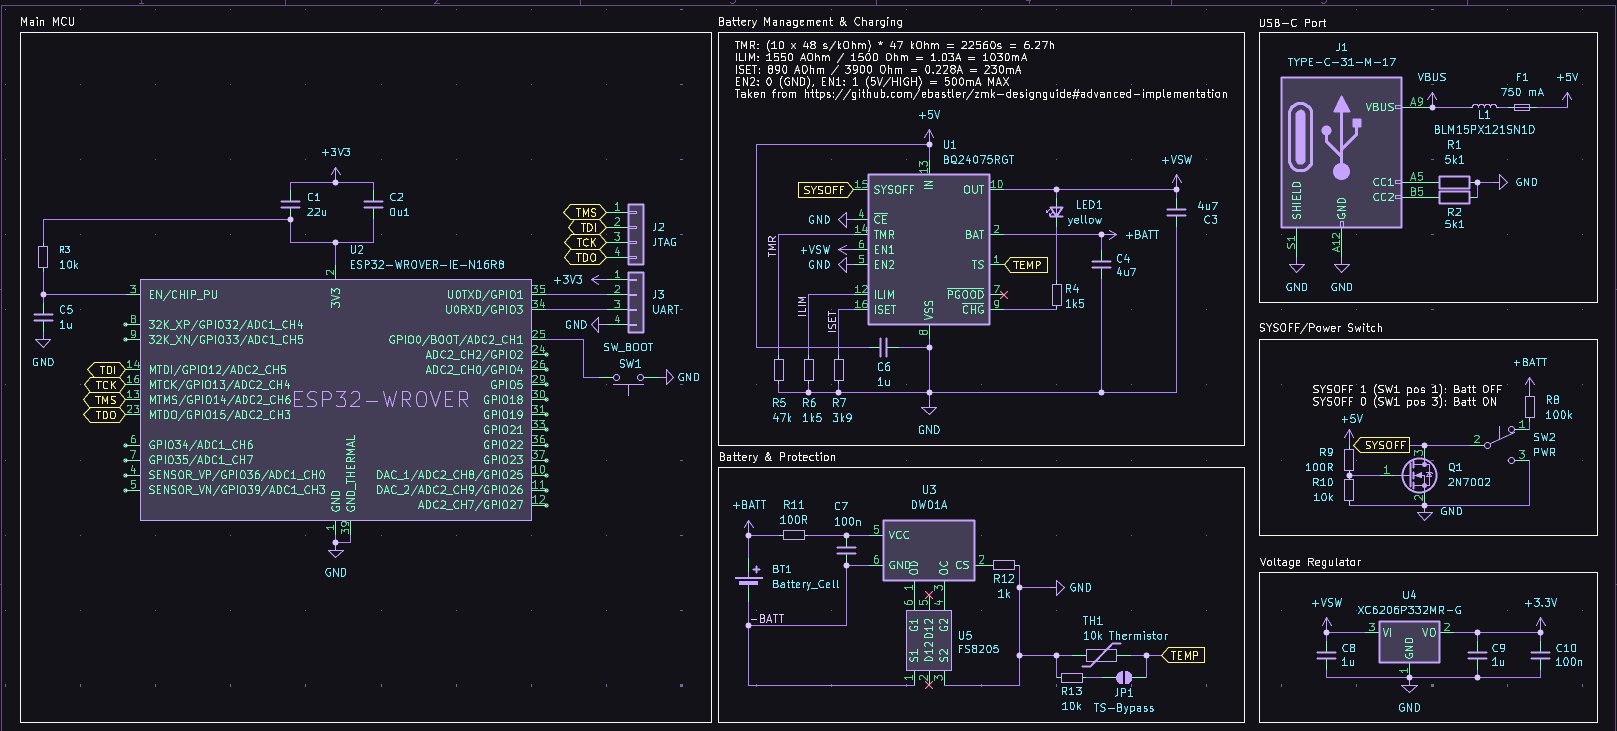 Main MCU
+3V3
C1
22u
C2
0u1
R3
10k
C5
1u
GND
U2
ESP32-WROVER-IE-N16R8
2
3V3
3
EN/CHIP_PU
8
32K_XP/GPIO32/ADC1_CH4
9
32K_XN/GPIO33/ADC1_CH5
TDI
14
MTDI/GPIO12/ADC2_CH5
TCK
16
MTCK/GPIO13/ADC2_CH4
TMS
13
MTMS/GPIO14/ADC2_CH6
TDO
23
MTDO/GPIO15/ADC2_CH3
ESP32-WROVER
6
GPIO34/ADC1_CH6
7
GPIO35/ADC1_CH7
4
SENSOR_VP/GPIO36/ADC1_CH0
5
SENSOR_VN/GPIO39/ADC1_CH3
U0TXD/GPIO1
35
U0RXD/GPIO3
34
GPIO0/BOOT/ADC2_CH1
25
ADC2_CH2/GPIO2
24
ADC2_CH0/GPIO4
26
GPIO5
29
GPIO18
30
GPIO19
31
GPIO21
33
GPIO22
36
GPIO23
37
DAC_1/ADC2_CH8/GPIO25
10
DAC_2/ADC2_CH9/GPIO26
11
ADC2_CH7/GPIO27
12
GND
GND_THERMAL
1
39
GND
TMS
1
TDI
2
TCK
3
TDO
4
J2
JTAG
+3V3
1
2
3
GND
4
J3
UART
SW_BOOT
SW1
GND
Battery Management & Charging
TMR: (10 x 48 s/kOhm) * 47 kOhm = 22560s = 6.27h
ILIM: 1550 AOhm / 1500 Ohm = 1.03A = 1030mA
ISET: 890 AOhm / 3900 Ohm = 0.228A = 230mA
EN2: 0 (GND), EN1: 1 (5V/HIGH) = 500mA MAX
Taken from https://github.com/ebastler/zmk-designguide#advanced-implementation
+5V
U1
BQ24075RGT
13
IN
SYSOFF
15
SYSOFF
GND
4
CE
14
TMR
+VSW
6
EN1
GND
5
EN2
12
ILIM
16
ISET
OUT
10
BAT
2
TS
1
TEMP
PGOOD
7
CHG
9
VSS
8
TMR
ILIM
ISET
LED1
yellow
+VSW
4u7
C3
+BATT
C4
4u7
R4
1k5
C6
1u
R5
47k
R6
1k5
R7
3k9
GND
Battery & Protection
+BATT
R11
100R
C7
100n
U3
DW01A
5
VCC
6
GND
OD
OC
CS
2
1
3
BT1
Battery_Cell
+
-BATT
R12
1k
GND
6
5
4
G1
D12
D12
G2
S1
S2
1
2
3
U5
FS8205
TH1
10k Thermistor
TEMP
R13
10k
JP1
TS-Bypass
USB-C Port
J1
TYPE-C-31-M-17
VBUS
A9
VBUS
F1
750 mA
+5V
L1
BLM15PX121SN1D
R1
5k1
CC1
A5
CC2
B5
GND
R2
5k1
SHIELD
GND
S1
A12
GND
GND
SYSOFF/Power Switch
SYSOFF 1 (SW1 pos 1): Batt OFF
SYSOFF 0 (SW1 pos 3): Batt ON
+BATT
R8
100k
+5V
SYSOFF
2
1
3
SW2
PWR
R9
100R
R10
10k
1
3
2
Q1
2N7002
GND
Voltage Regulator
+VSW
U4
XC6206P332MR-G
+3.3V
3
VI
VO
2
GND
1
C8
1u
C9
1u
C10
100n
GND